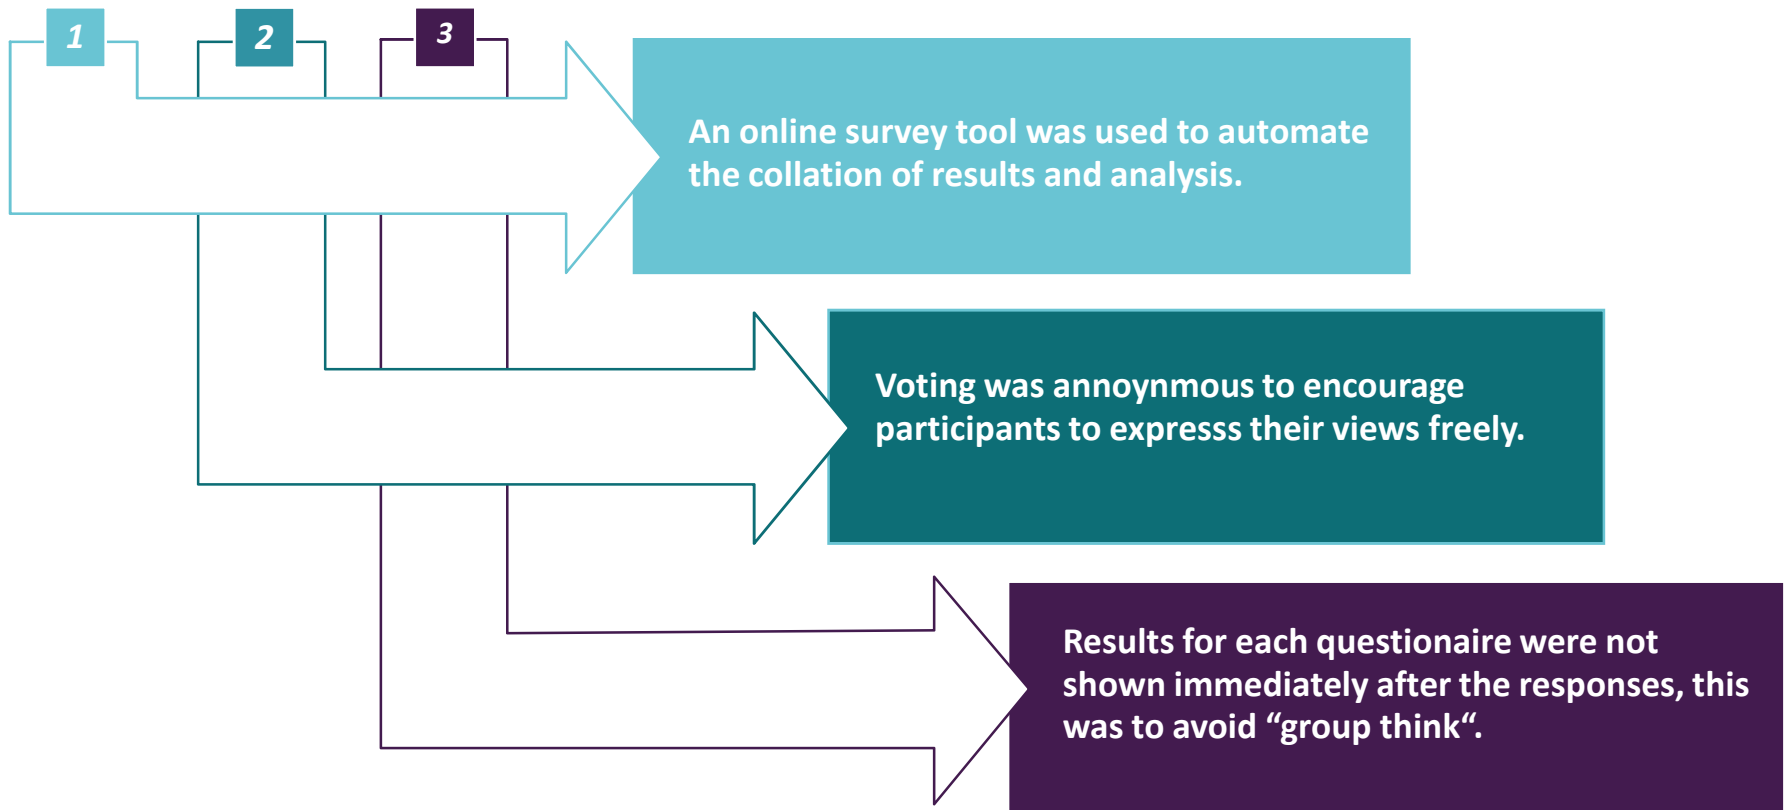 1
2
3
An online survey tool was used to automate
the collation of results and analysis.
Voting was annoynmous to encourage
participants to expresss their views freely.
Results for each questionaire were not
shown immediately after the responses, this
was to avoid “group think“.